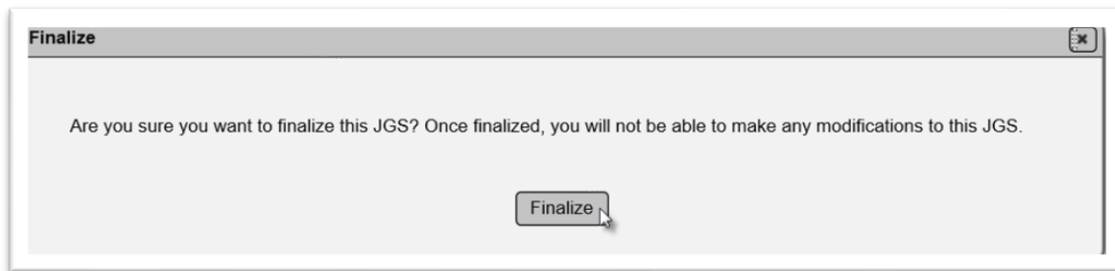 Finalize
Are you sure you want to finalize this JGS? Once finalized, you will not be able to make any modifications to this JGS.
Finalize